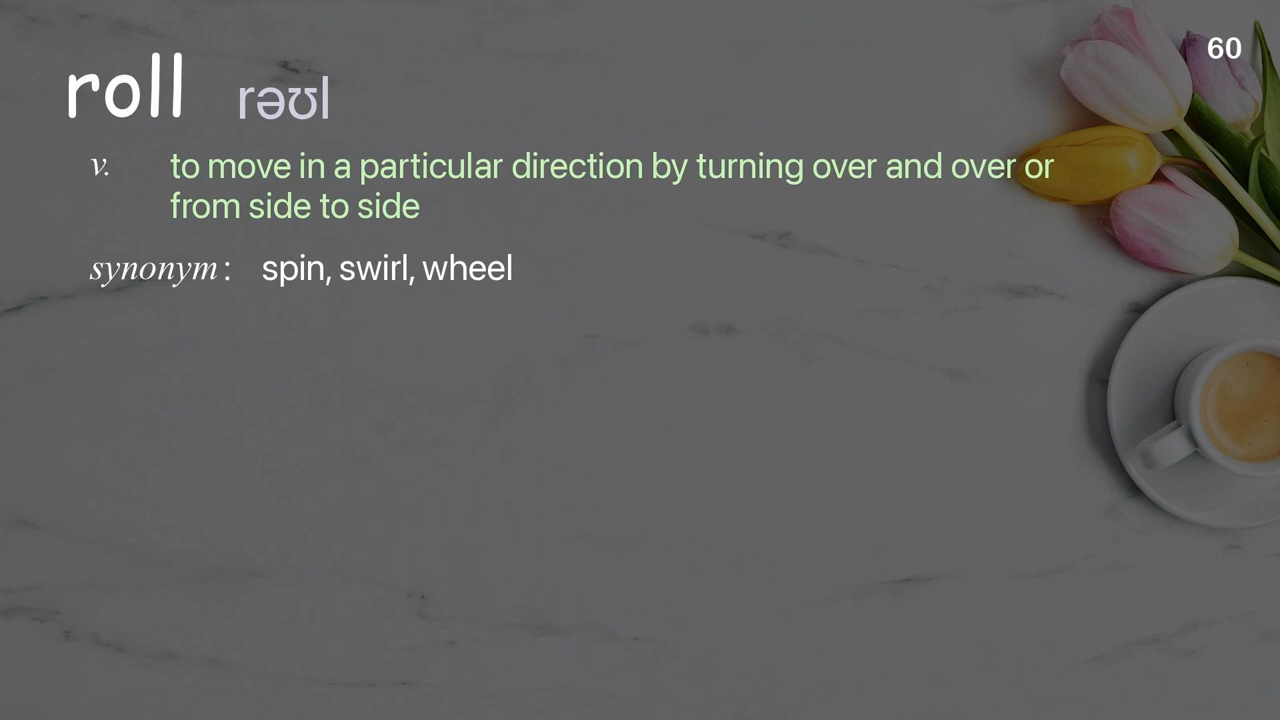 60
roll rəʊl
v. to move in a particular direction by turning over and over or
from side to side
synonym: spin, swirl, wheel